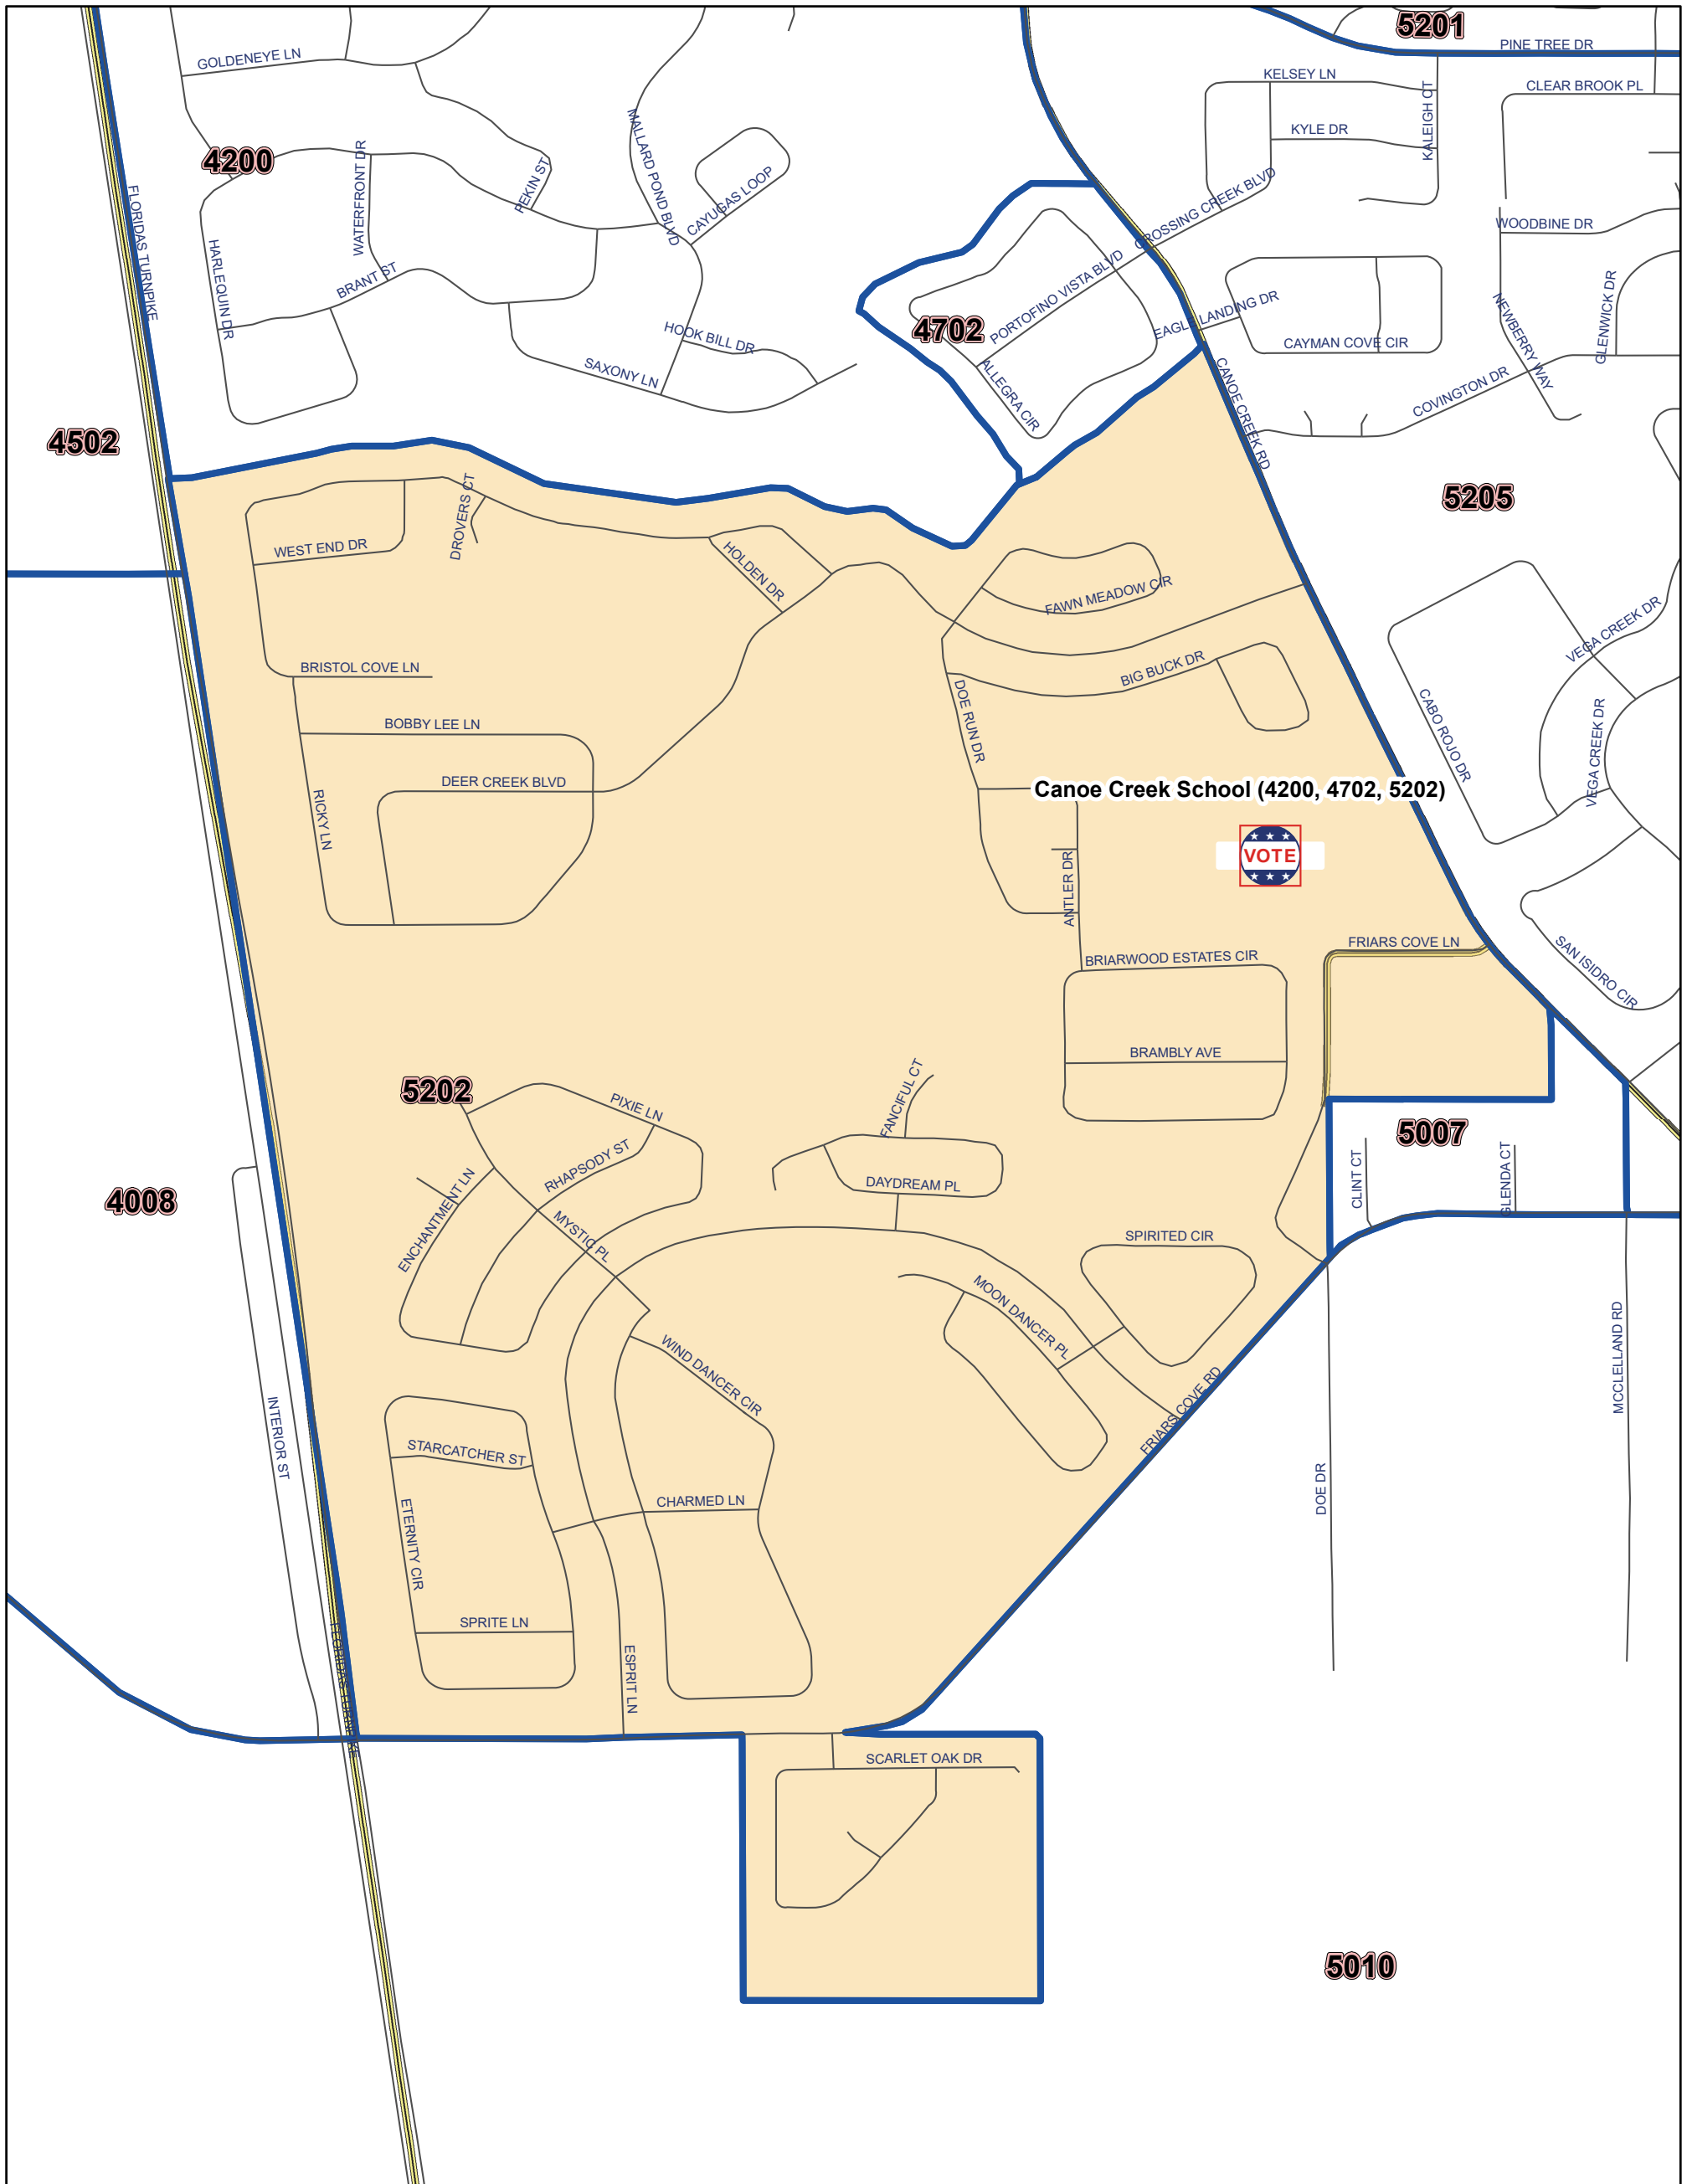 5201
PINE TREE DR
GOLDENEYE LN
KELSEY LN
CLEAR BROOK PL
KALEIGH CT
KYLE DR
MALLARD POND BLVD
4200
WATERFRONT DR
PEKIN ST
CAYUGAS LOOP
CROSSING CREEK BLVD
WOODBINE DR
FLORIDAS TURNPIKE
HARLEQUIN DR
BRANT ST
PORTOFINO VISTA BLVD
EAGLE LANDING DR
GLENWICK DR
NEWBERRY WAY
4702
HOOK BILL DR
CAYMAN COVE CIR
SAXONY LN
ALLEGRA CIR
CANOE CREEK RD
COVINGTON DR
4502
5205
DROVERS CT
WEST END DR
HOLDEN DR
FAWN MEADOW CIR
VEGA CREEK DR
BRISTOL COVE LN
BIG BUCK DR
DOE RUN DR
CABO ROJO DR
VEGA CREEK DR
BOBBY LEE LN
DEER CREEK BLVD
Canoe Creek School (4200, 4702, 5202)
RICKY LN
VOTE
ANTLER DR
FRIARS COVE LN
BRIARWOOD ESTATES CIR
SAN ISIDRO CIR
BRAMBLY AVE
5202
PIXIE LN
FANCIFUL CT
5007
RHAPSODY ST
CLINT CT
GLENDA CT
4008
ENCHANTMENT LN
DAYDREAM PL
MYSTIC PL
SPIRITED CIR
MOON DANCER PL
MCCLELLAND RD
WIND DANCER CIR
FRIARS COVE RD
INTERIOR ST
STARCATCHER ST
DOE DR
CHARMED LN
ETERNITY CIR
SPRITE LN
ESPRIT LN
FLORIDAS TURNPIKE
SCARLET OAK DR
5010